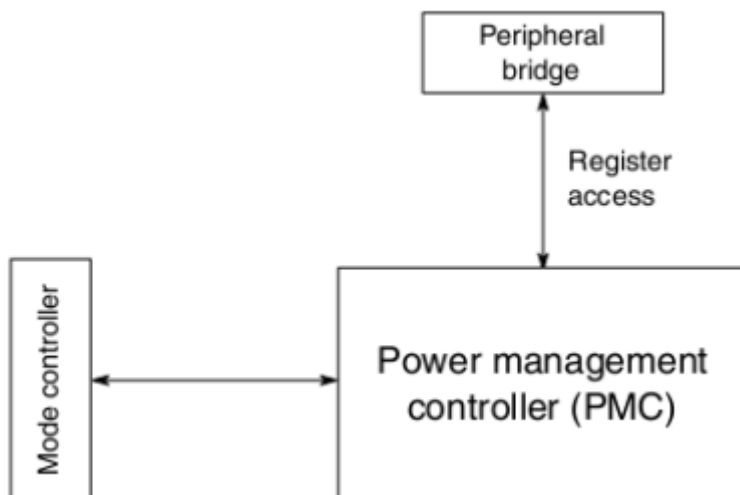 Peripheral
bridge
Register
access
Mode controller
Power management
controller (PMC)